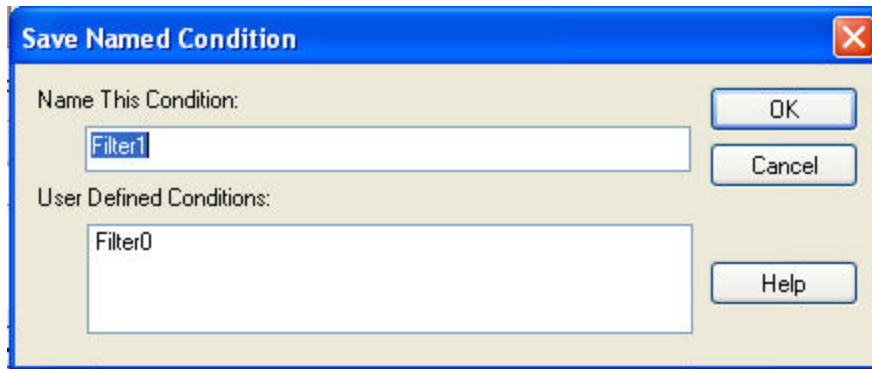 Save Named Condition
Name This Condition:
OK
Filter1
Cancel
User Defined Conditions:
Filter0
Help